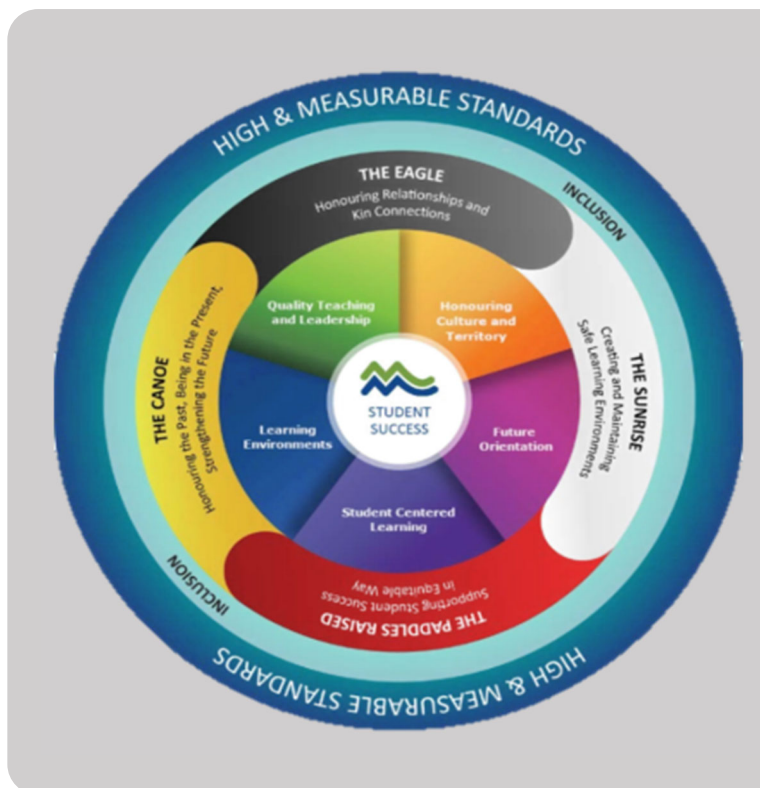 HIGH & MEASURABLE STANDARDS
INCLUSION
THE EAGLE
Honouring Relationships and
Kin Connections
THE SUNRISE
Creating and Maintaining
Safe Learning Environments
THE PADDLES RAISED
Supporting Student Success
in Equitable Way
THE CANOE
Honouring the Past, Being in the Present,
Strengthening the Future
Quality Teaching
and Leadership
Honouring
Culture and
Territory
Future
Orientation
Student Centered
Learning
Learning
Environments
STUDENT
SUCCESS
INCLUSION
HIGH & MEASURABLE STANDARDS